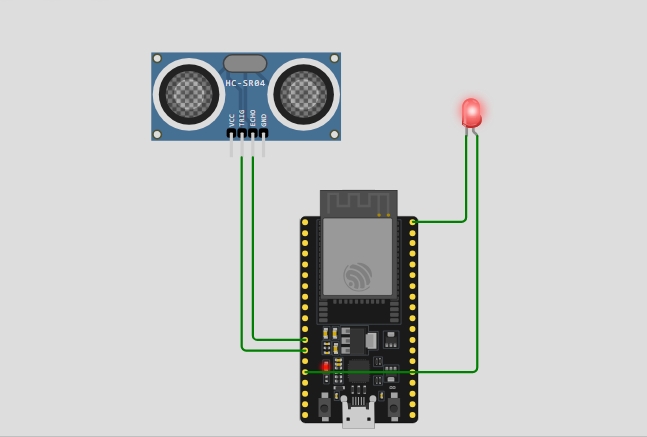 HC-SR04
VCC
TRIG
ECHO
GND